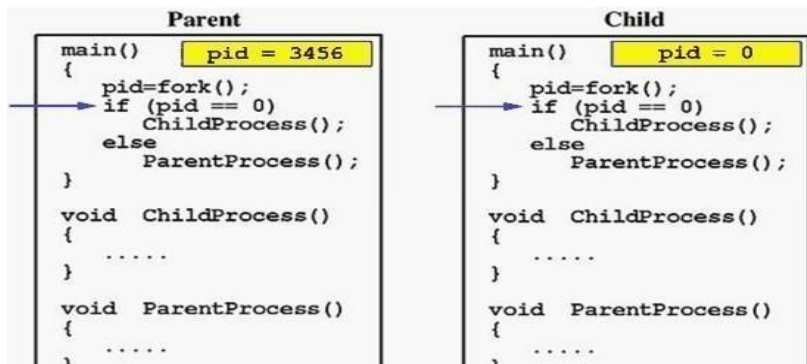 Parent
main() pid = 3456
{
pid=fork();
if (pid == 0)
ChildProcess();
else
ParentProcess();
}
void ChildProcess()
{
.....
}
void ParentProcess()
{
.....
}
Child
main() pid = 0
{
pid=fork();
if (pid == 0)
ChildProcess();
else
ParentProcess();
}
void ChildProcess()
{
.....
}
void ParentProcess()
{
.....
}